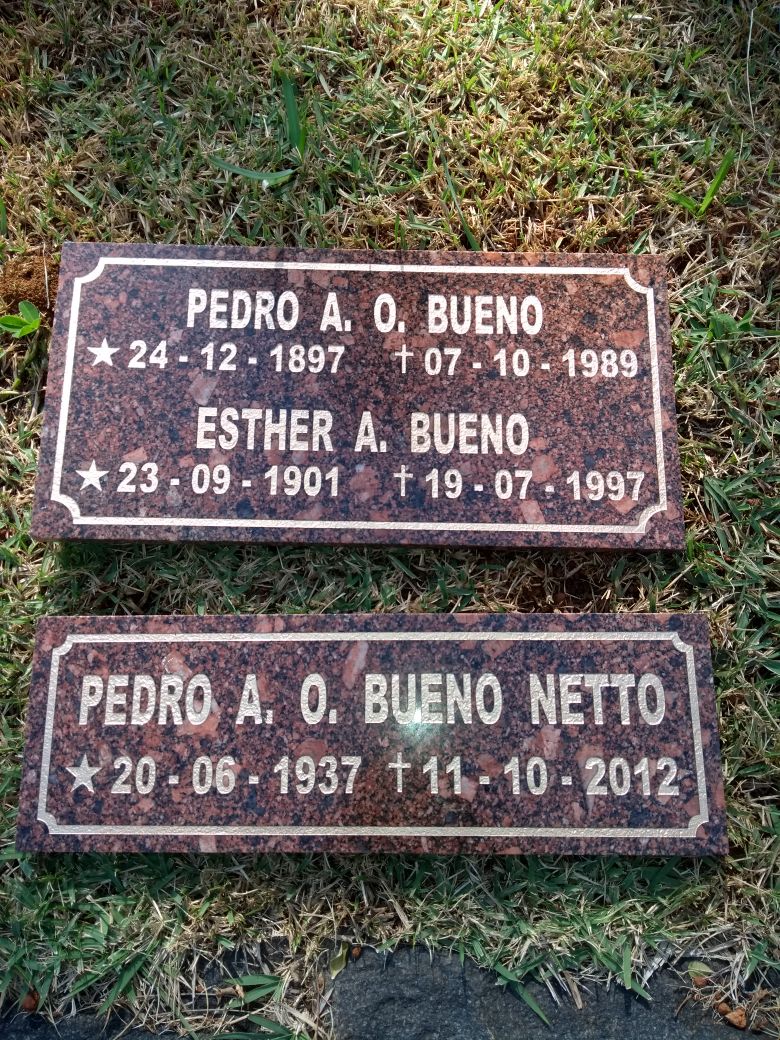 PEDRO A. O. BUENO
★ 24 - 12 - 1897 ✝ 07 - 10 - 1989
ESTHER A. BUENO
★ 23 - 09 - 1901 ✝ 19 - 07 - 1997
PEDRO A. O. BUENO NETTO
★ 20 - 06 - 1937 ✝ 11 - 10 - 2012